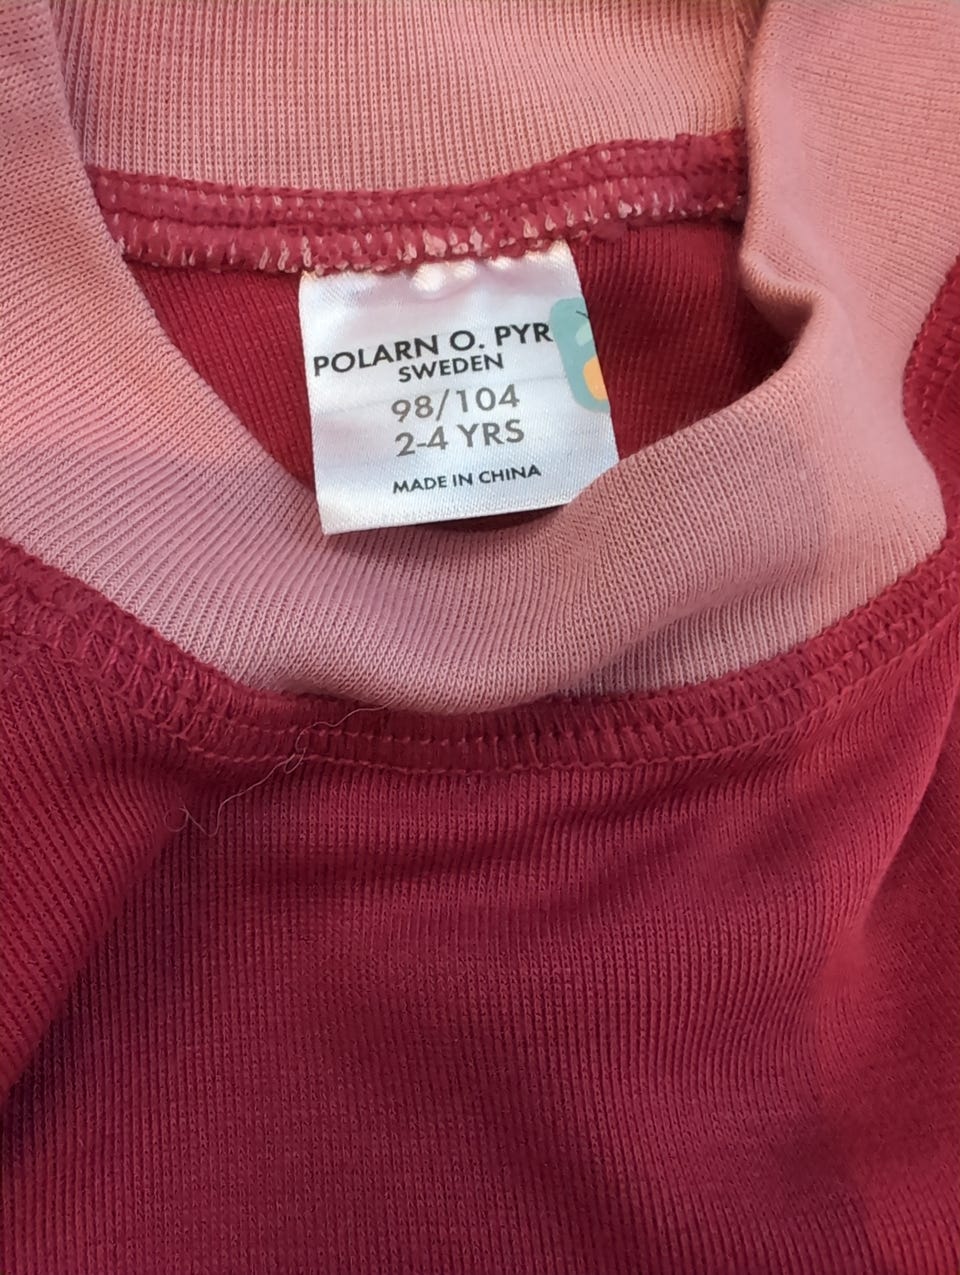 POLARN O. PYR
SWEDEN
98/104
2-4 YRS
MADE IN CHINA